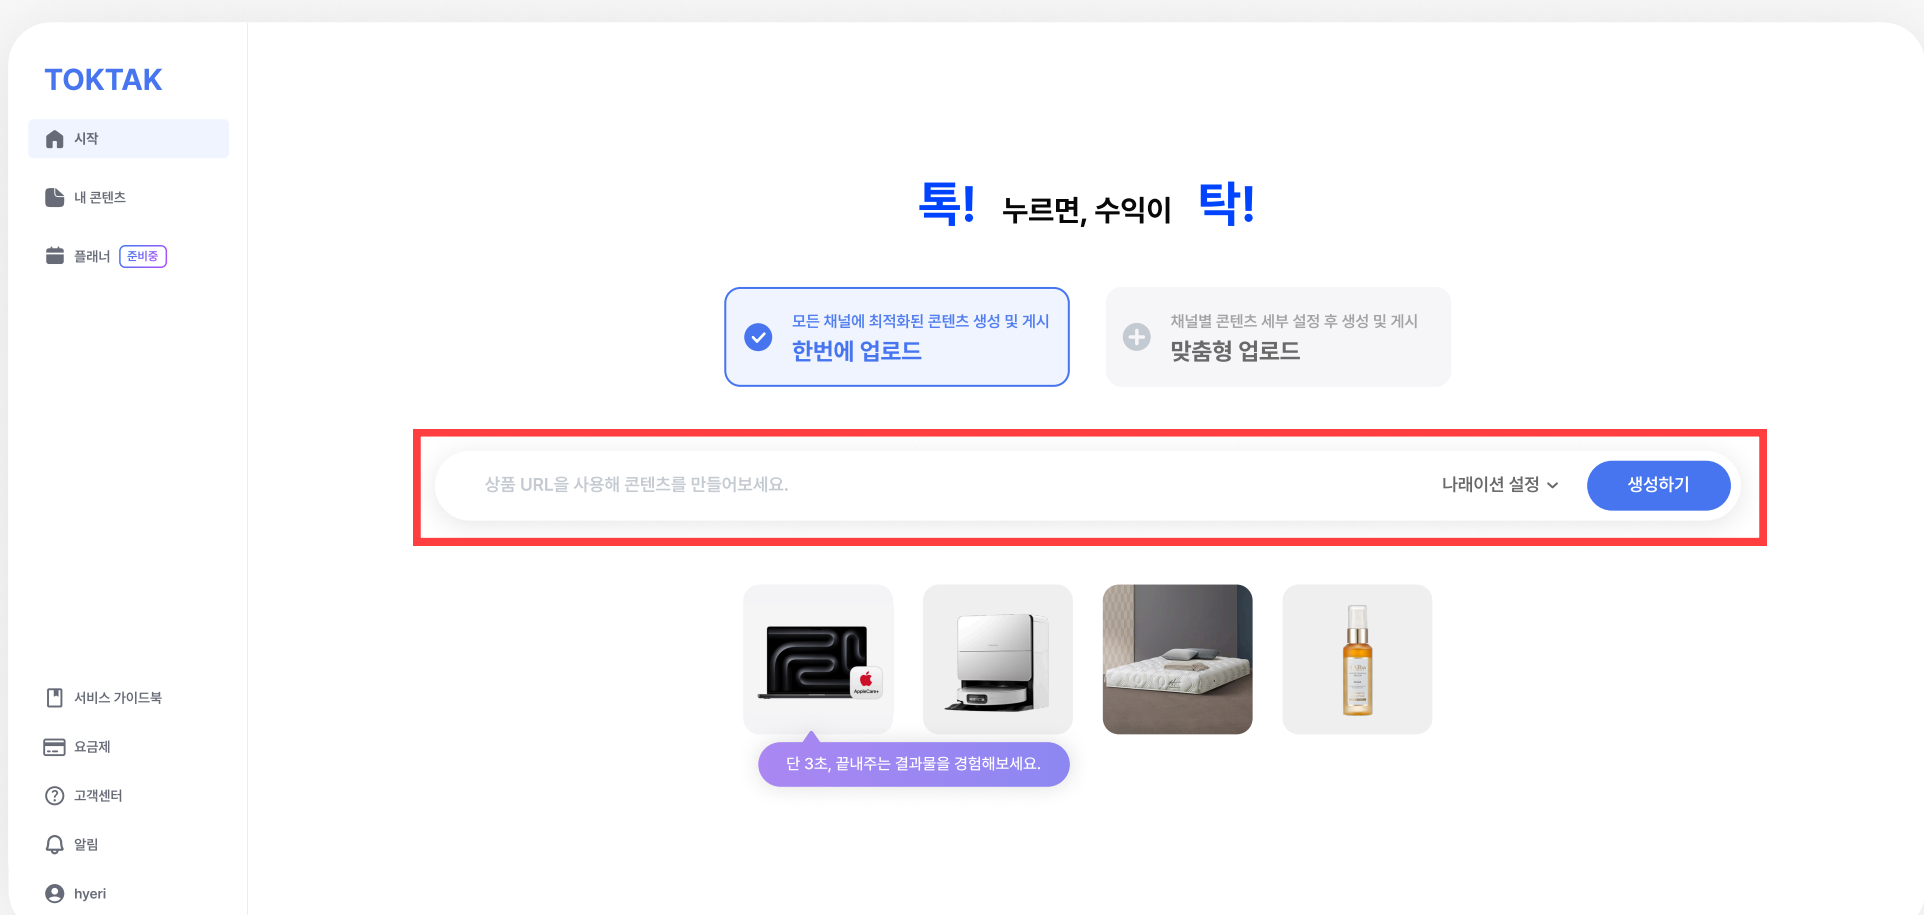 TOKTAK
시작
내 콘텐츠
플래너 준비중
서비스 가이드북
요금제
고객센터
알림
hyeri
톡! 누르면, 수익이 탁!
모든 채널에 최적화된 콘텐츠 생성 및 게시
한번에 업로드
채널별 콘텐츠 세부 설정 후 생성 및 게시
맞춤형 업로드
상품 URL을 사용해 콘텐츠를 만들어보세요.
나래이션 설정
생성하기
AppleCare+
단 3초, 끝내주는 결과물을 경험해보세요.